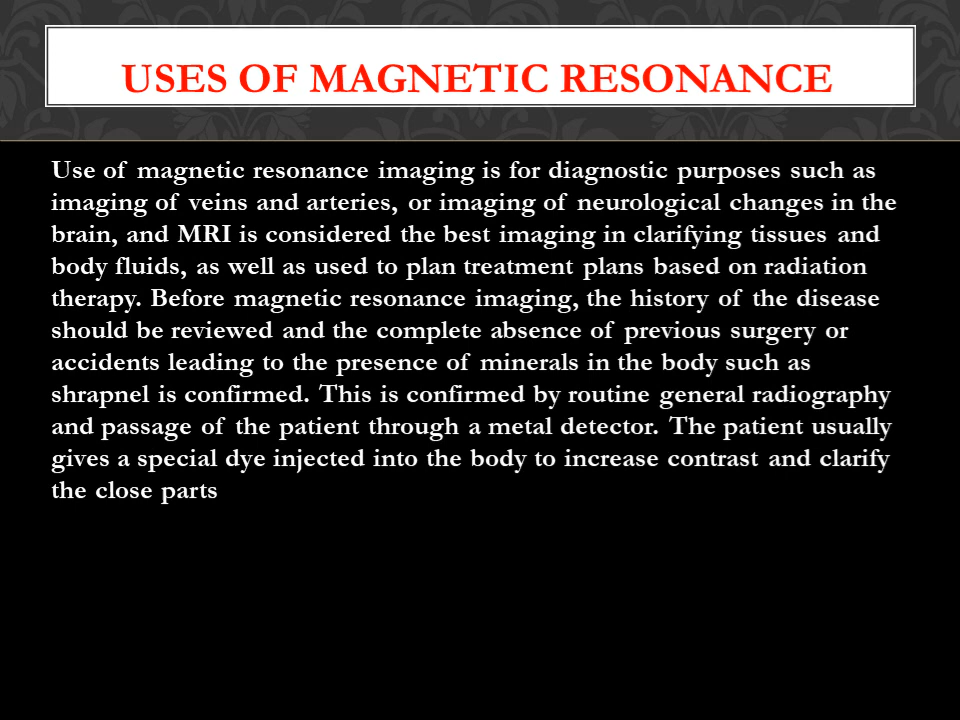 USES OF MAGNETIC RESONANCE
Use of magnetic resonance imaging is for diagnostic purposes such as
imaging of veins and arteries, or imaging of neurological changes in the
brain, and MRI is considered the best imaging in clarifying tissues and
body fluids, as well as used to plan treatment plans based on radiation
therapy. Before magnetic resonance imaging, the history of the disease
should be reviewed and the complete absence of previous surgery or
accidents leading to the presence of minerals in the body such as
shrapnel is confirmed. This is confirmed by routine general radiography
and passage of the patient through a metal detector. The patient usually
gives a special dye injected into the body to increase contrast and clarify
the close parts